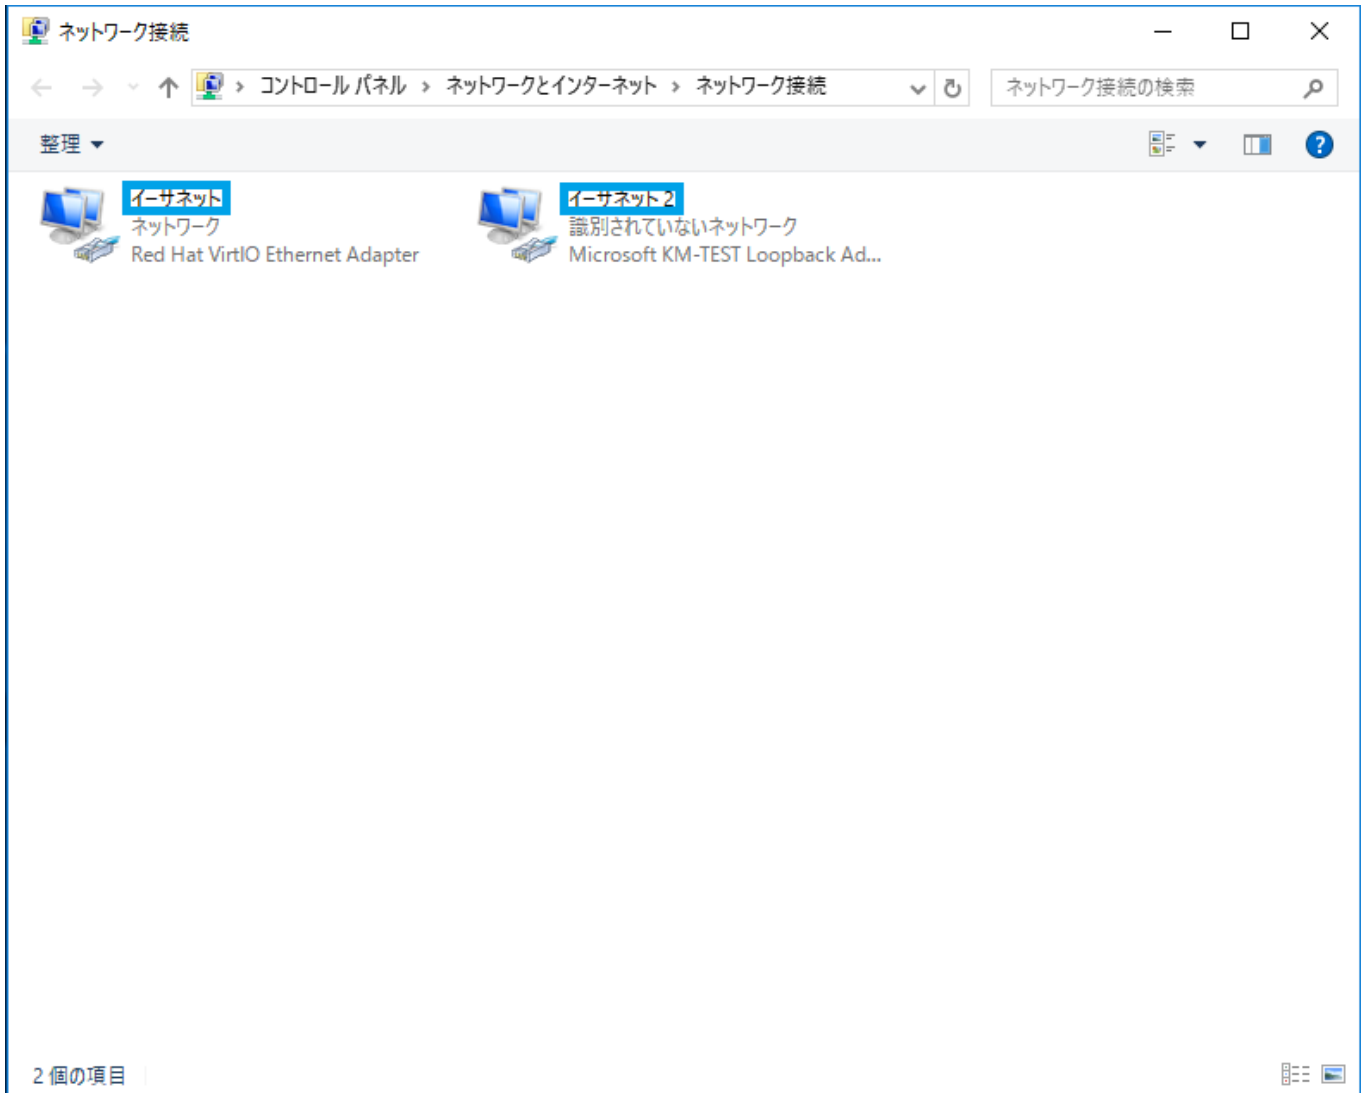 ネットワーク接続
コントロール パネル › ネットワークとインターネット › ネットワーク接続
ネットワーク接続の検索
整理
イーサネット
ネットワーク
Red Hat VirtIO Ethernet Adapter
イーサネット 2
識別されていないネットワーク
Microsoft KM-TEST Loopback Ad...
2 個の項目